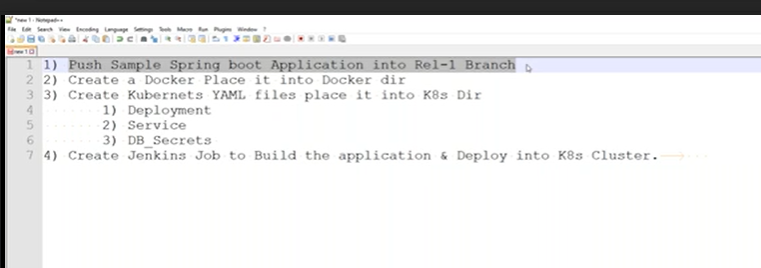 *new 1 - Notepad++
File Edit Search View Encoding Language Settings Tools Macro Run Plugins Window ?
new 1
1 1) Push Sample Spring boot Application into Rel-1 Branch
2 2) Create a Docker Place it into Docker dir
3 3) Create Kubernets YAML files place it into K8s Dir
4 1) Deployment
5 2) Service
6 3) DB_Secrets
7 4) Create Jenkins Job to Build the application & Deploy into K8s Cluster.